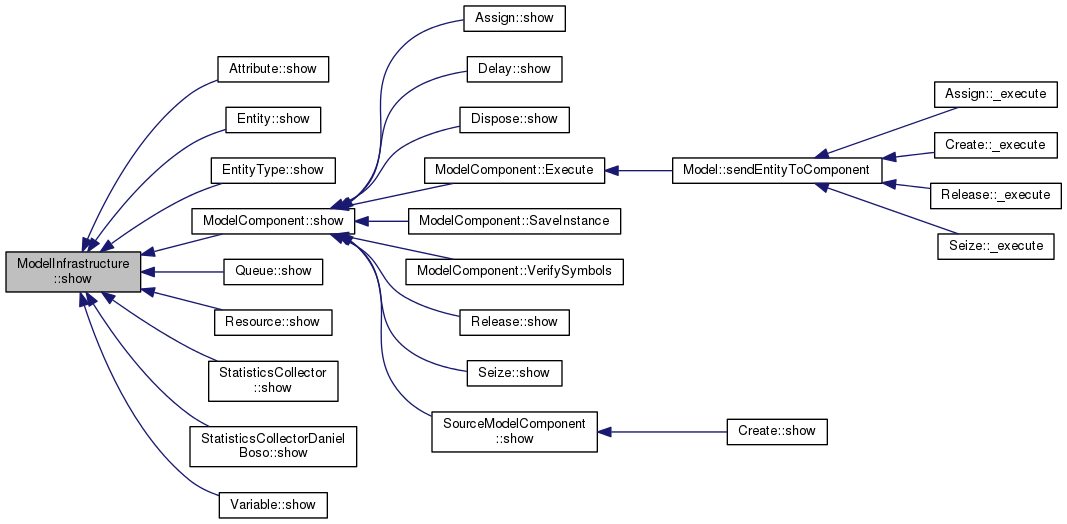 ModelInfrastructure
::show
Attribute::show
Entity::show
EntityType::show
ModelComponent::show
Queue::show
Resource::show
StatisticsCollector
::show
StatisticsCollectorDaniel
Boso::show
Variable::show
Assign::show
Delay::show
Dispose::show
ModelComponent::Execute
ModelComponent::SaveInstance
ModelComponent::VerifySymbols
Release::show
Seize::show
SourceModelComponent
::show
Model::sendEntityToComponent
Create::show
Assign::_execute
Create::_execute
Release::_execute
Seize::_execute